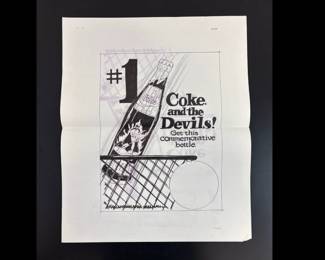 #1
Coke
and the
Devils!
Get this
commemorative
bottle.